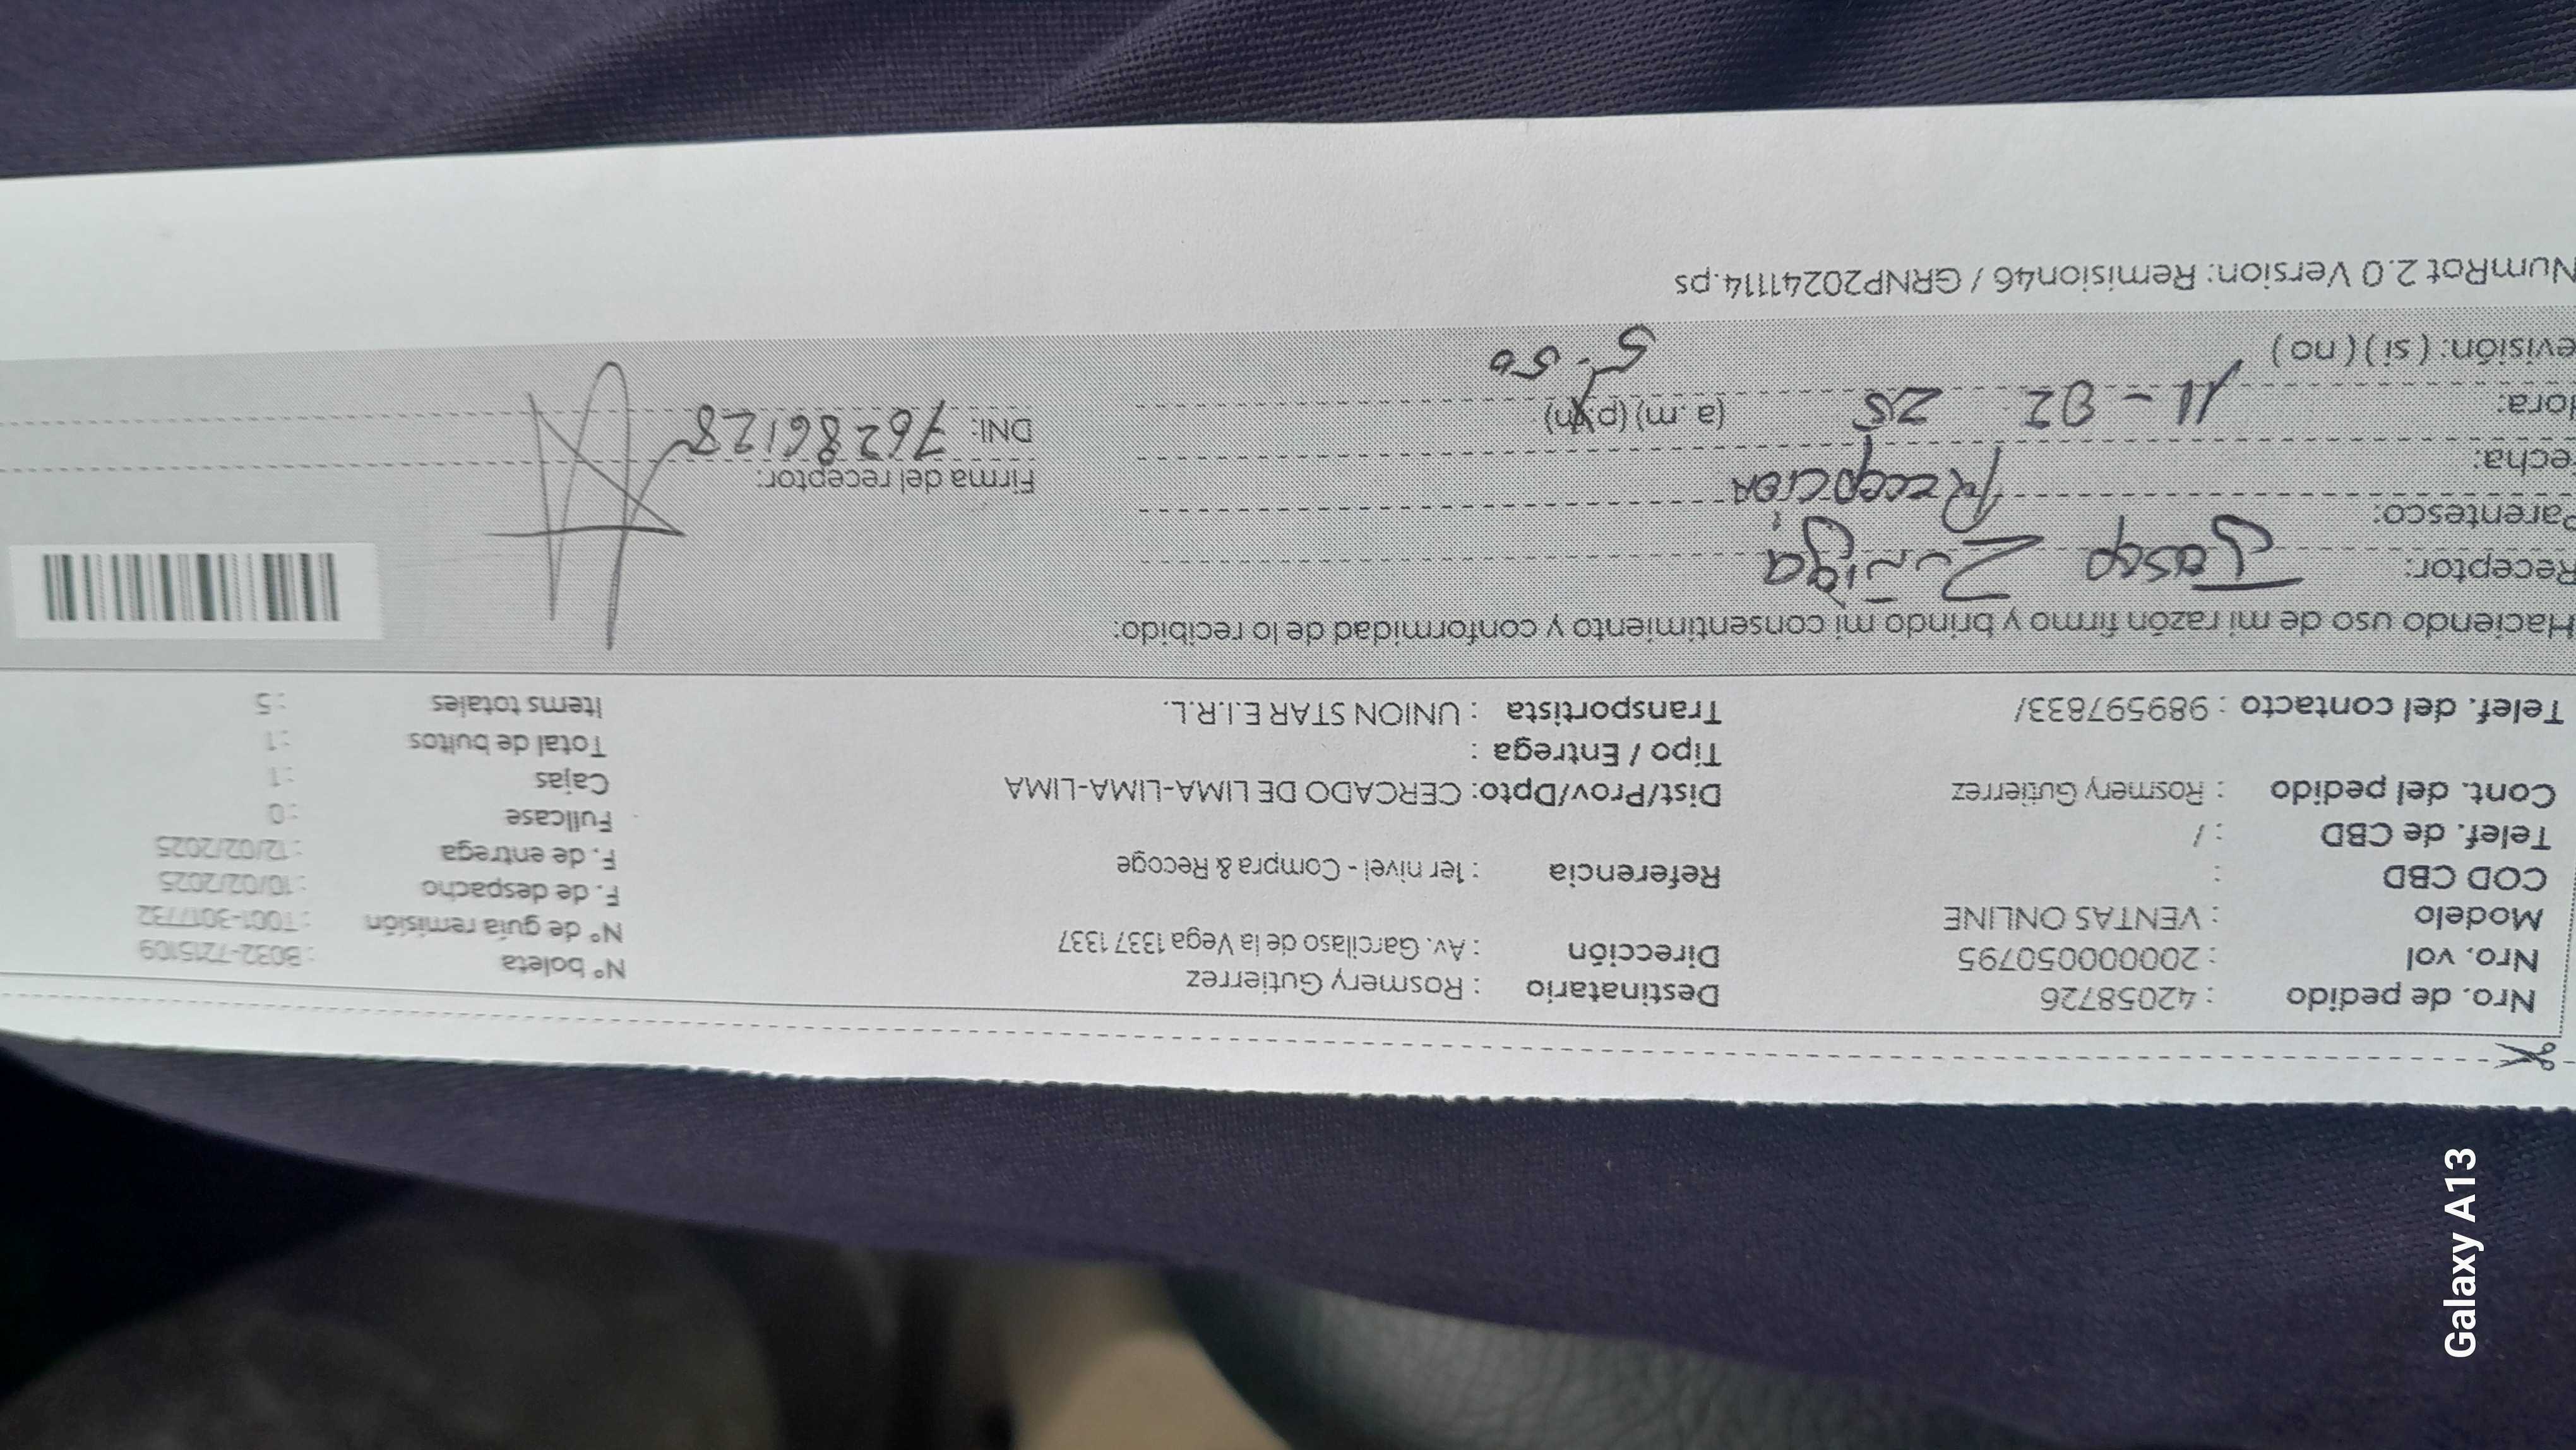 Nro. de pedido : 42058726
Nro. vol : 20000050795
Modelo : VENTAS ONLINE
COD CBD :
Telef. de CBD : /
Cont. del pedido : Rosmery Gutierrez
Telef. del contacto : 989597833/
Destinatario : Rosmery Gutierrez
Dirección : Av. Garcilaso de la Vega 1337 1337
Referencia : 1er nivel - Compra & Recoge
Dist/Prov/Dpto: CERCADO DE LIMA-LIMA-LIMA
Tipo / Entrega :
Transportista : UNION STAR E.I.R.L.
N° boleta : B032-7215109
N° de guía remisión : T001-3017732
F. de despacho : 10/02/2025
F. de entrega : 12/02/2025
Fullcase : 0
Cajas : 1
Total de bultos : 1
Items totales : 5
Haciendo uso de mi razón firmo y brindo mi consentimiento y conformidad de lo recibido:
Receptor: Zuñiga
Parentesco: Recepcion
Fecha:
Hora: 11-02 25 (a.m) (p.m) 5:50
evisión: (si) (no)
Firma del receptor:
DNI: 76286128
NumRot 2.0 Version: Remision46 / GRNP20241114.ps
Galaxy A13